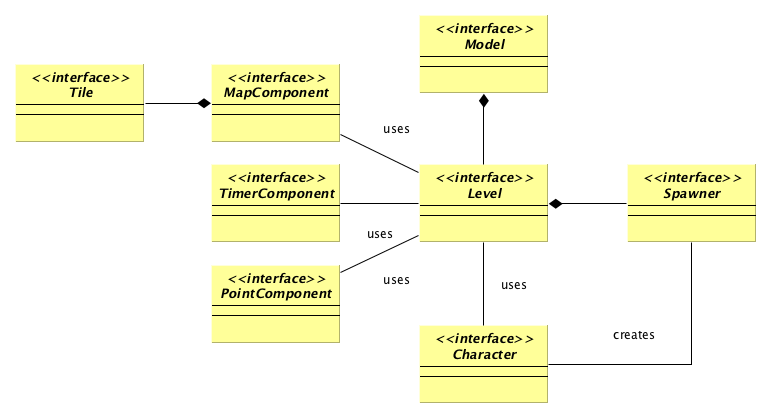 <<interface>>
Model
<<interface>>
Tile
<<interface>>
MapComponent
uses
<<interface>>
TimerComponent
<<interface>>
Level
<<interface>>
Spawner
uses
<<interface>>
PointComponent
uses
uses
<<interface>>
Character
creates